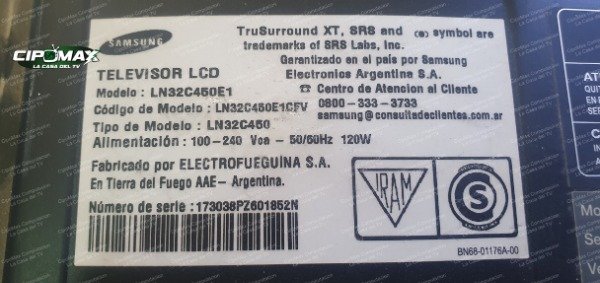 SAMSUNG
TruSurround XT, SRS and (●) symbol are
trademarks of SRS Labs, Inc.
CIPOMAX
LA CASA DEL TV
TELEVISOR LCD
Garantizado y representado por Samsung
Electronics Argentina S.A.
Modelo : LN32C450E1
☎ Centro de Atencion al Cliente
Código de Modelo : LN32C450E1CFV
0800-333-3733
samsung@consultadeclientes.com.ar
Tipo de Modelo : LN32C450
Alimentación : 100-240 Vca - 50/60Hz 120W
Fabricado por ELECTROFUEGUINA S.A.
En Tierra del Fuego AAE- Argentina.
Número de serie : 173038PZ601852N
IRAM
S
BN68-01176A-00